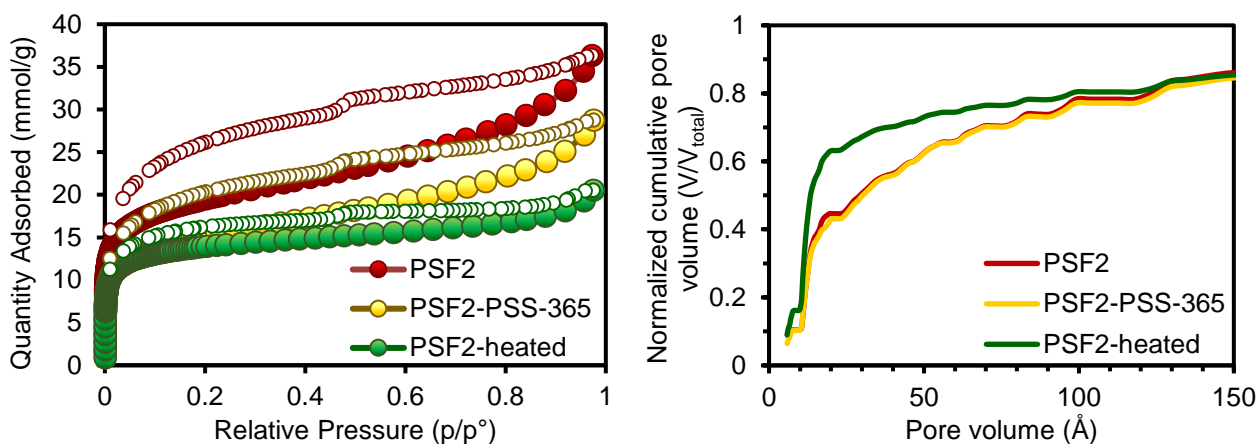 Quantity Adsorbed (mmol/g)
40
35
30
25
20
15
10
5
0
PSF2
PSF2-PSS-365
PSF2-heated
0 0.2 0.4 0.6 0.8 1
Relative Pressure (p/p°)
Normalized cumulative pore
volume (V/Vtotal)
1
0.8
0.6
0.4
0.2
0
PSF2
PSF2-PSS-365
PSF2-heated
0 50 100 150
Pore volume (Å)